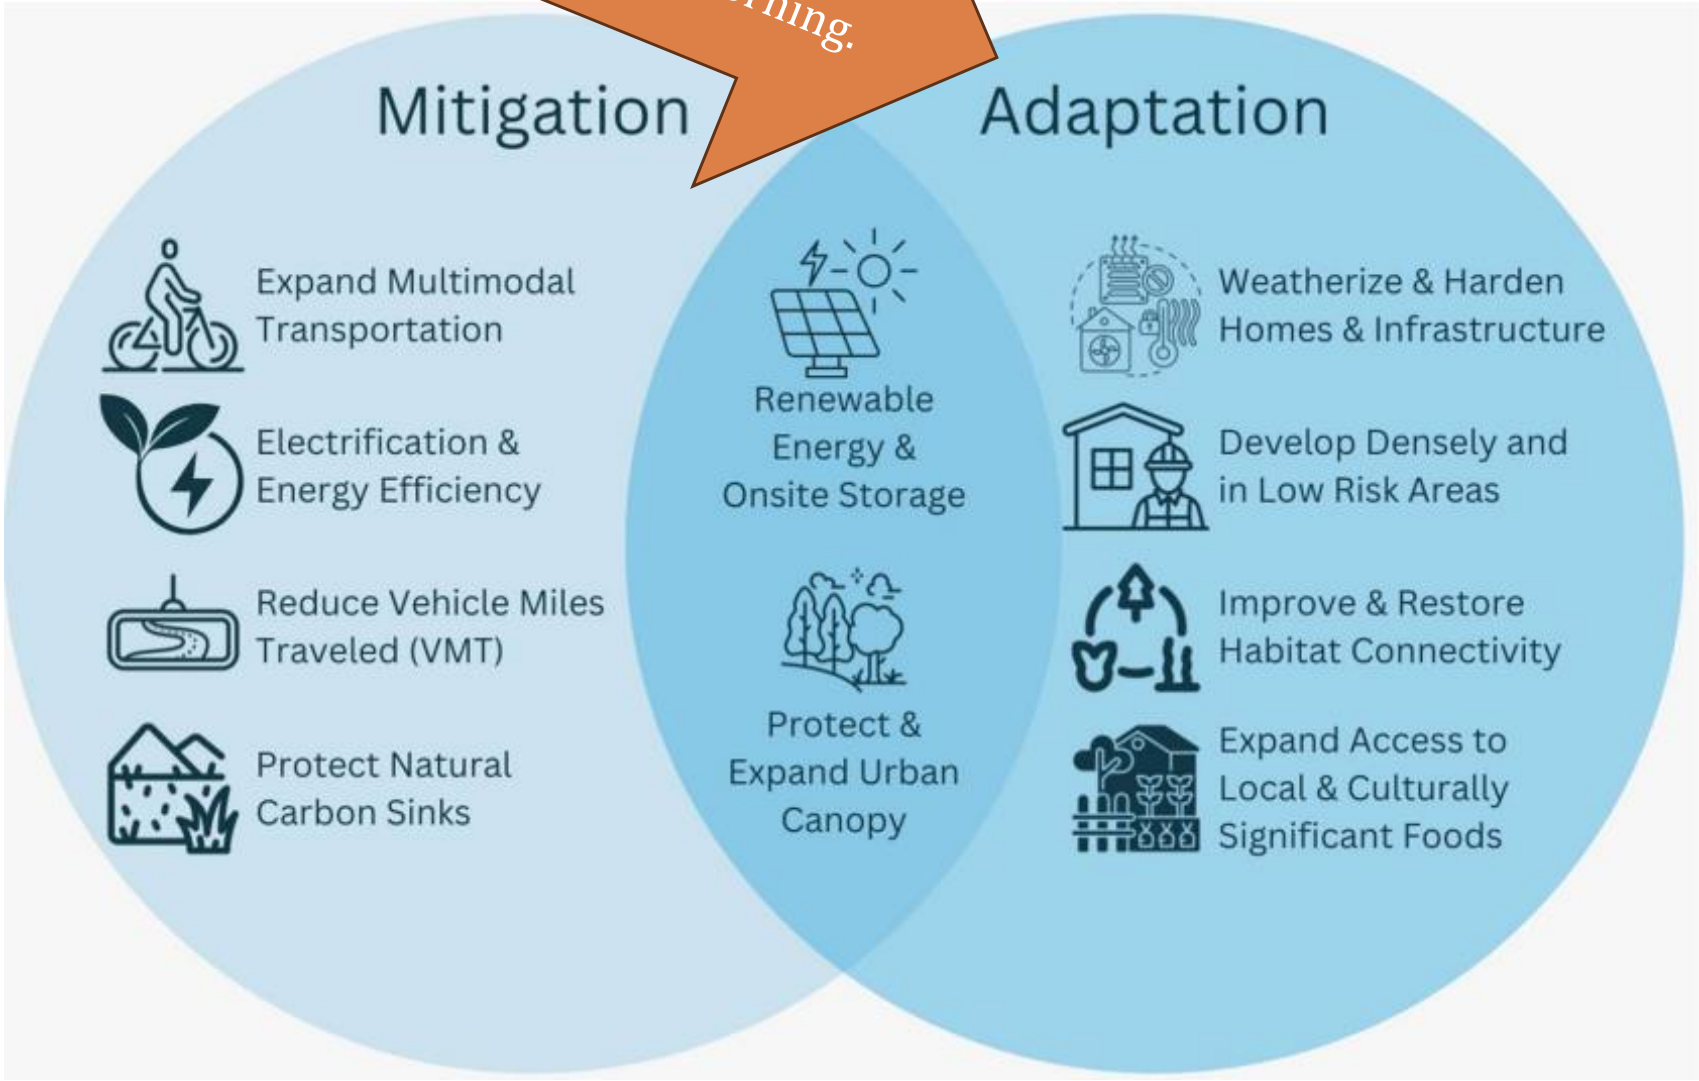 Mitigation
Adaptation
Expand Multimodal
Transportation
Electrification &
Energy Efficiency
Reduce Vehicle Miles
Traveled (VMT)
Protect Natural
Carbon Sinks
Renewable
Energy &
Onsite Storage
Protect &
Expand Urban
Canopy
Weatherize & Harden
Homes & Infrastructure
Develop Densely and
in Low Risk Areas
Improve & Restore
Habitat Connectivity
Expand Access to
Local & Culturally
Significant Foods